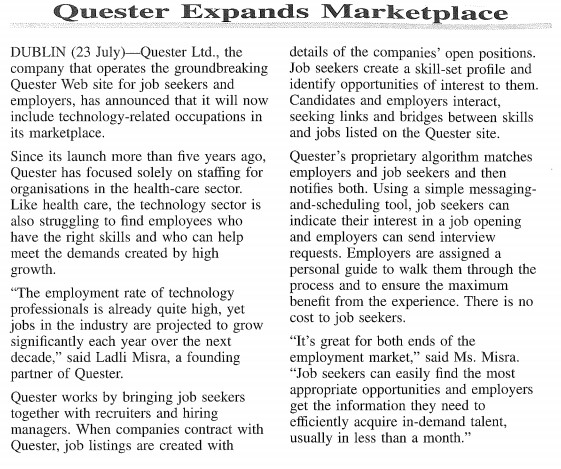 Quester Expands Marketplace
DUBLIN (23 July)—Quester Ltd., the
company that operates the groundbreaking
Quester Web site for job seekers and
employers, has announced that it will now
include technology-related occupations in
its marketplace.
Since its launch more than five years ago,
Quester has focused solely on staffing for
organisations in the health-care sector.
Like health care, the technology sector is
also struggling to find employees who
have the right skills and who can help
meet the demands created by high
growth.
“The employment rate of technology
professionals is already quite high, yet
jobs in the industry are projected to grow
significantly each year over the next
decade,” said Ladli Misra, a founding
partner of Quester.
Quester works by bringing job seekers
together with recruiters and hiring
managers. When companies contract with
Quester, job listings are created with
details of the companies’ open positions.
Job seekers create a skill-set profile and
identify opportunities of interest to them.
Candidates and employers interact,
seeking links and bridges between skills
and jobs listed on the Quester site.
Quester’s proprietary algorithm matches
employers and job seekers and then
notifies both. Using a simple messaging-
and-scheduling tool, job seekers can
indicate their interest in a job opening
and employers can send interview
requests. Employers are assigned a
personal guide to walk them through the
process and to ensure the maximum
benefit from the experience. There is no
cost to job seekers.
“It’s great for both ends of the
employment market,” said Ms. Misra.
“Job seekers can easily find the most
appropriate opportunities and employers
get the information they need to
efficiently acquire in-demand talent,
usually in less than a month.”